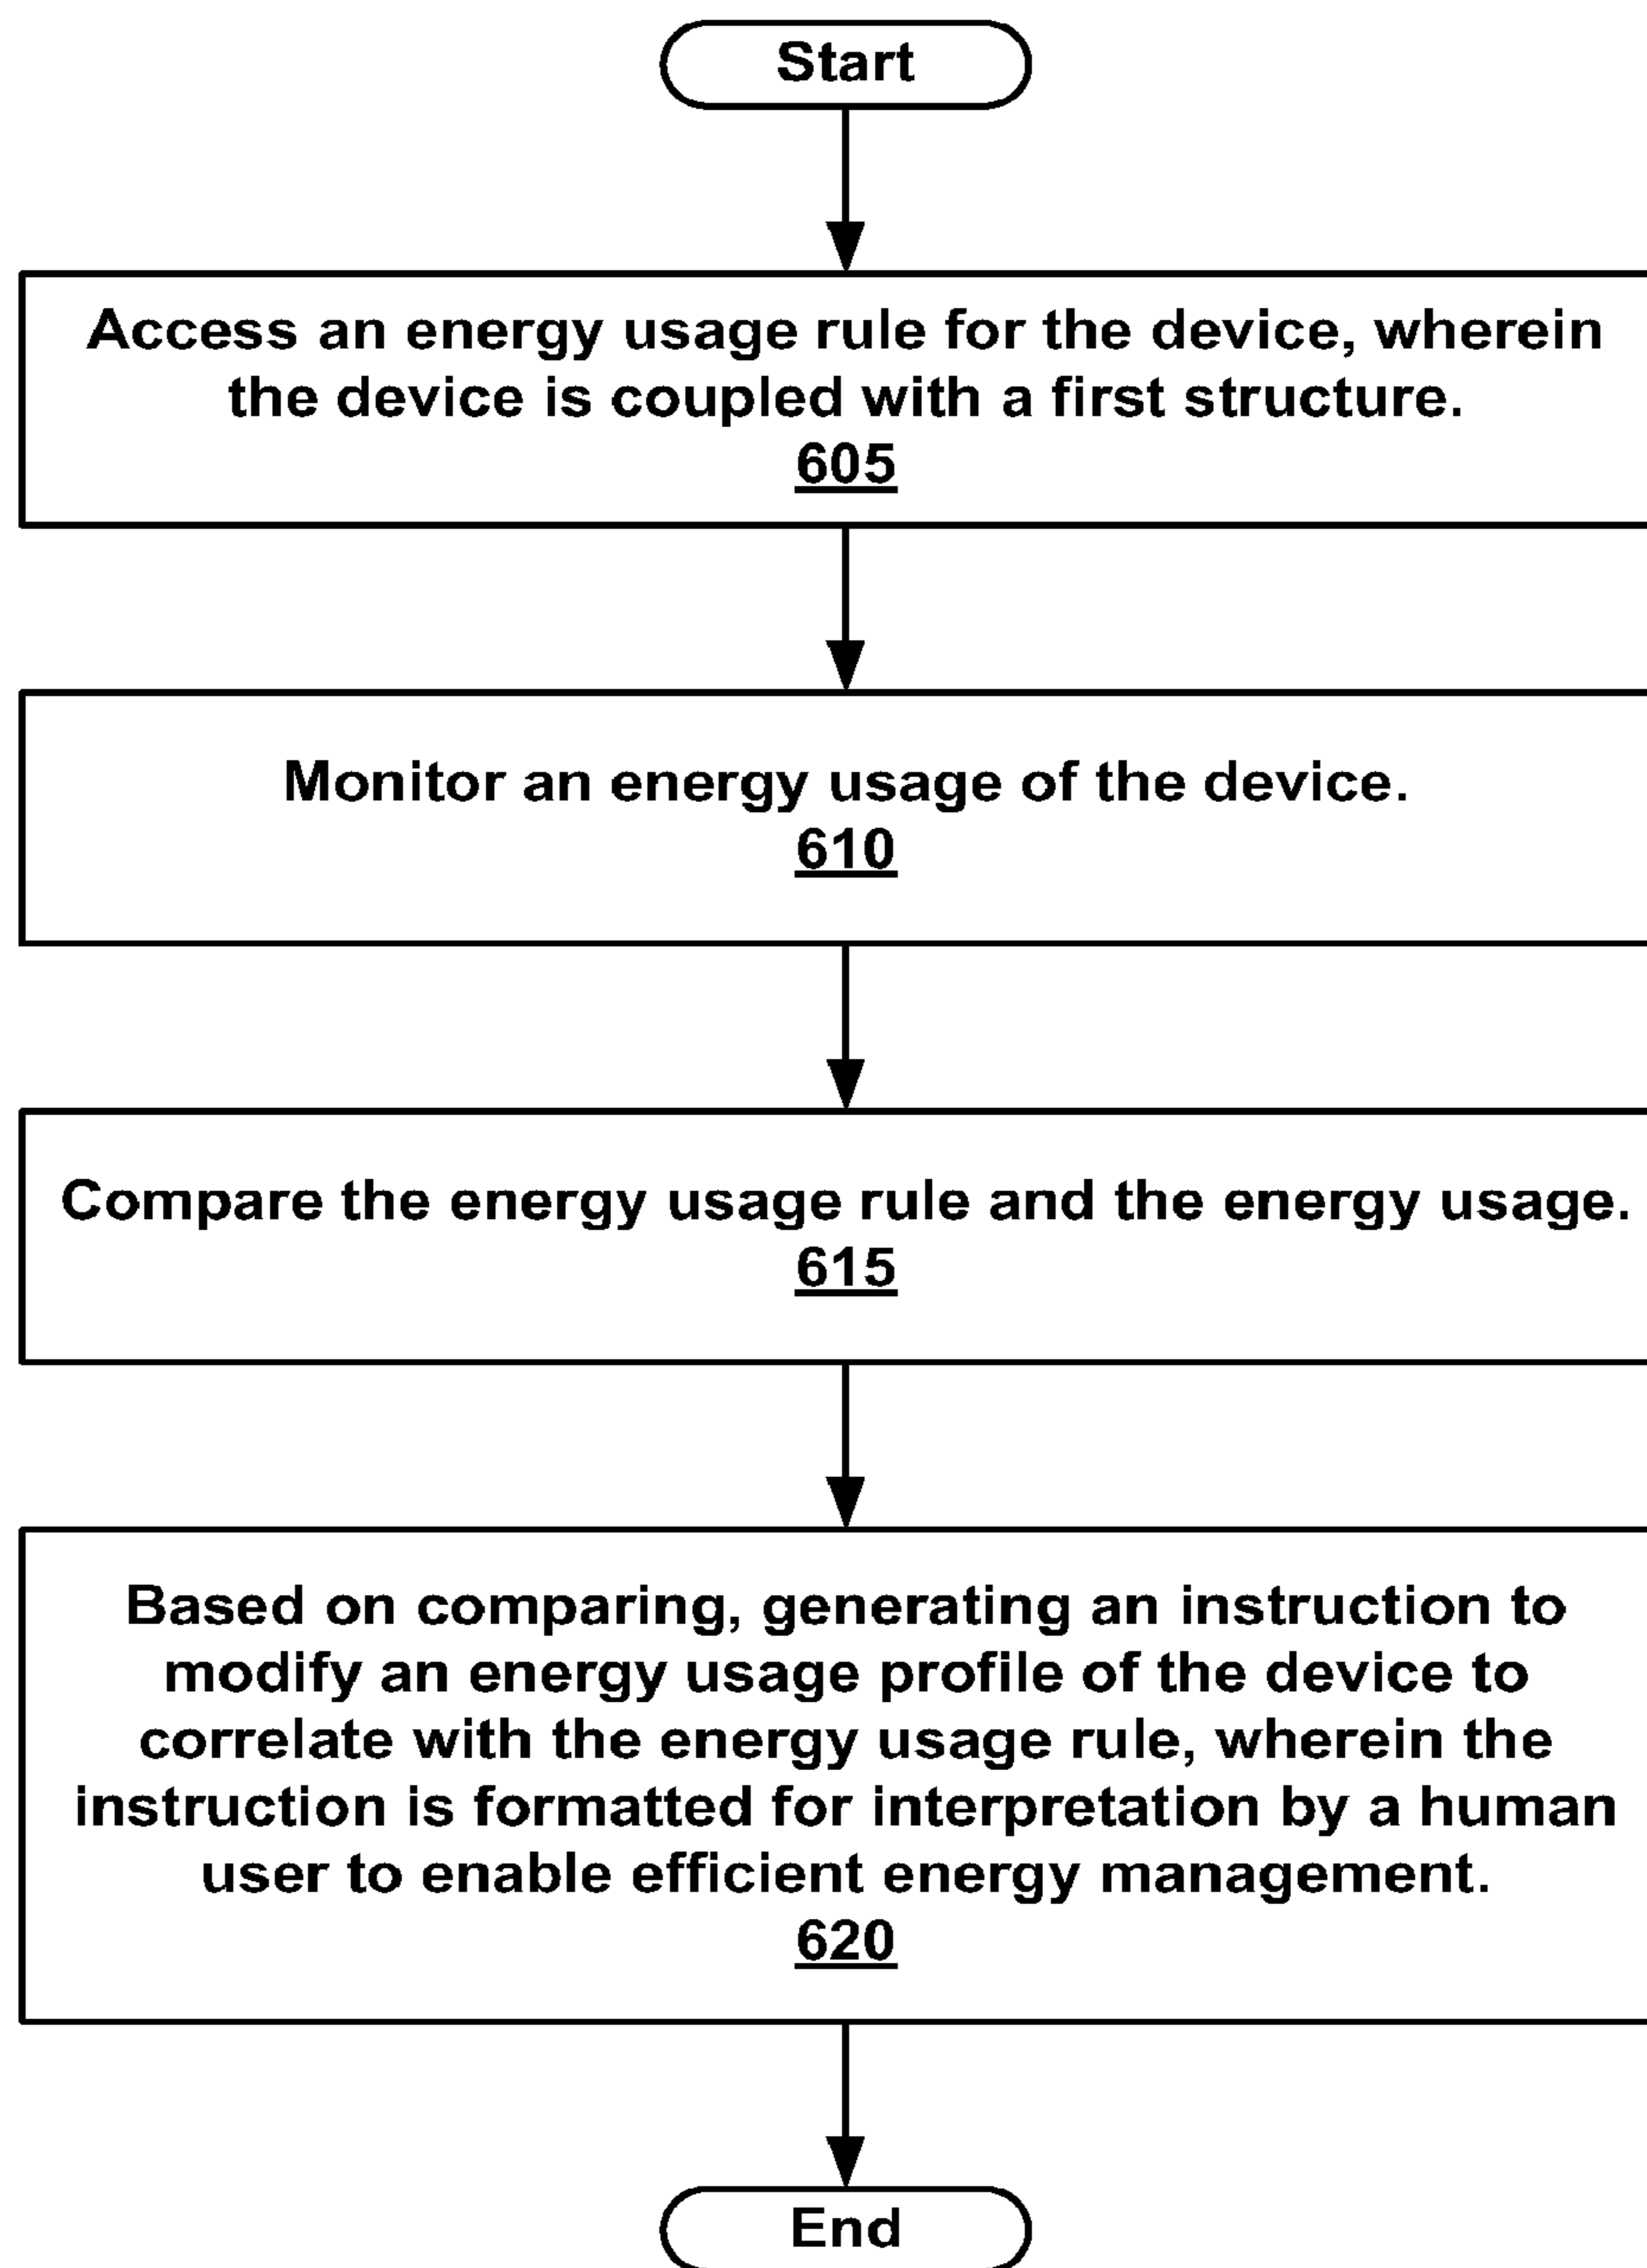 Start
Access an energy usage rule for the device, wherein
the device is coupled with a first structure.
605
Monitor an energy usage of the device.
610
Compare the energy usage rule and the energy usage.
615
Based on comparing, generating an instruction to
modify an energy usage profile of the device to
correlate with the energy usage rule, wherein the
instruction is formatted for interpretation by a human
user to enable efficient energy management.
620
End